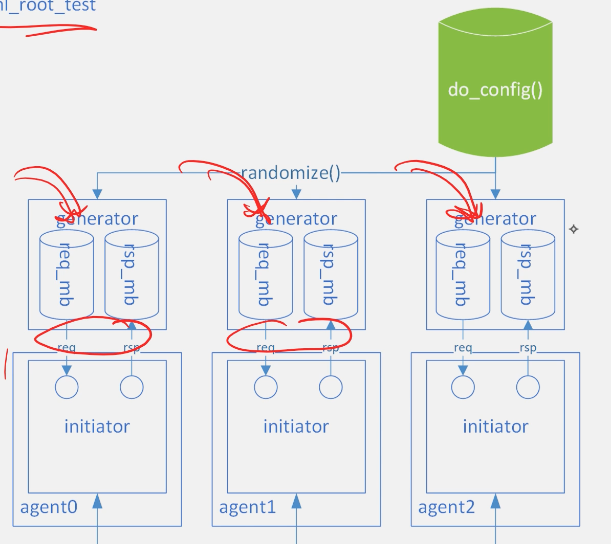 root_test
do_config()
randomize()
generator generator generator
req_mb rsp_mb req_mb rsp_mb req_mb rsp_mb
req rsp req rsp req rsp
initiator initiator initiator
agent0 agent1 agent2